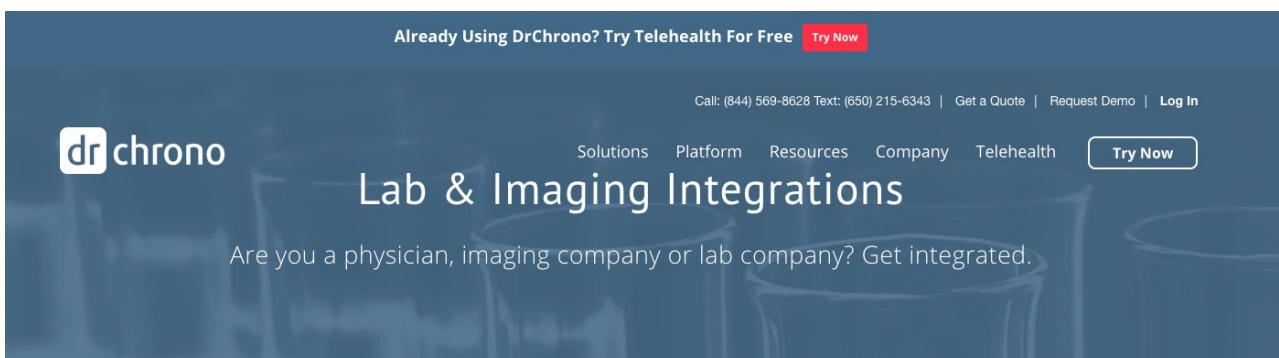 Already Using DrChrono? Try Telehealth For Free Try Now
Call: (844) 569-8628 Text: (650) 215-6343 | Get a Quote | Request Demo | Log In
dr chrono
Solutions Platform Resources Company Telehealth Try Now
Lab & Imaging Integrations
Are you a physician, imaging company or lab company? Get integrated.